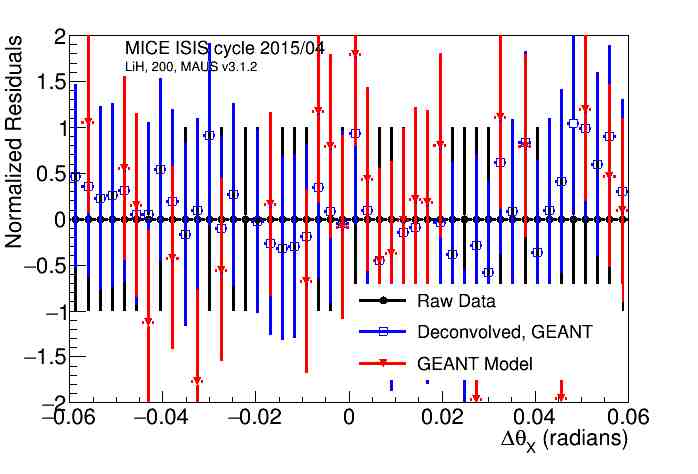 MICE ISIS cycle 2015/04
LiH, 200, MAUS v3.1.2
Normalized Residuals
2
1.5
1
0.5
0
−0.5
−1
−1.5
−2
Raw Data
Deconvolved, GEANT
GEANT Model
−0.06 −0.04 −0.02 0 0.02 0.04 0.06
Δθ_X (radians)